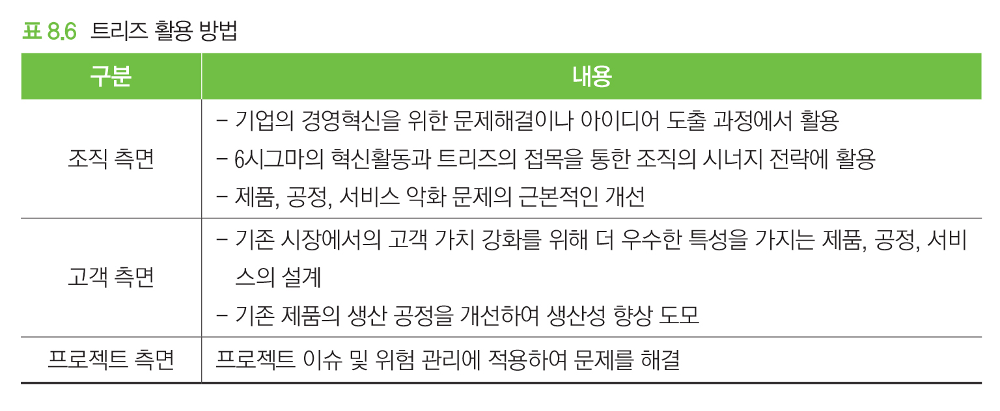 표 8.6 트리즈 활용 방법
구분 내용
조직 측면
– 기업의 경영혁신을 위한 문제해결이나 아이디어 도출 과정에서 활용
– 6시그마의 혁신활동과 트리즈의 접목을 통한 조직의 시너지 전략에 활용
– 제품, 공정, 서비스 악화 문제의 근본적인 개선
고객 측면
– 기존 시장에서의 고객 가치 강화를 위해 더 우수한 특성을 가지는 제품, 공정, 서비
스의 설계
– 기존 제품의 생산 공정을 개선하여 생산성 향상 도모
프로젝트 측면 프로젝트 이슈 및 위험 관리에 적용하여 문제를 해결